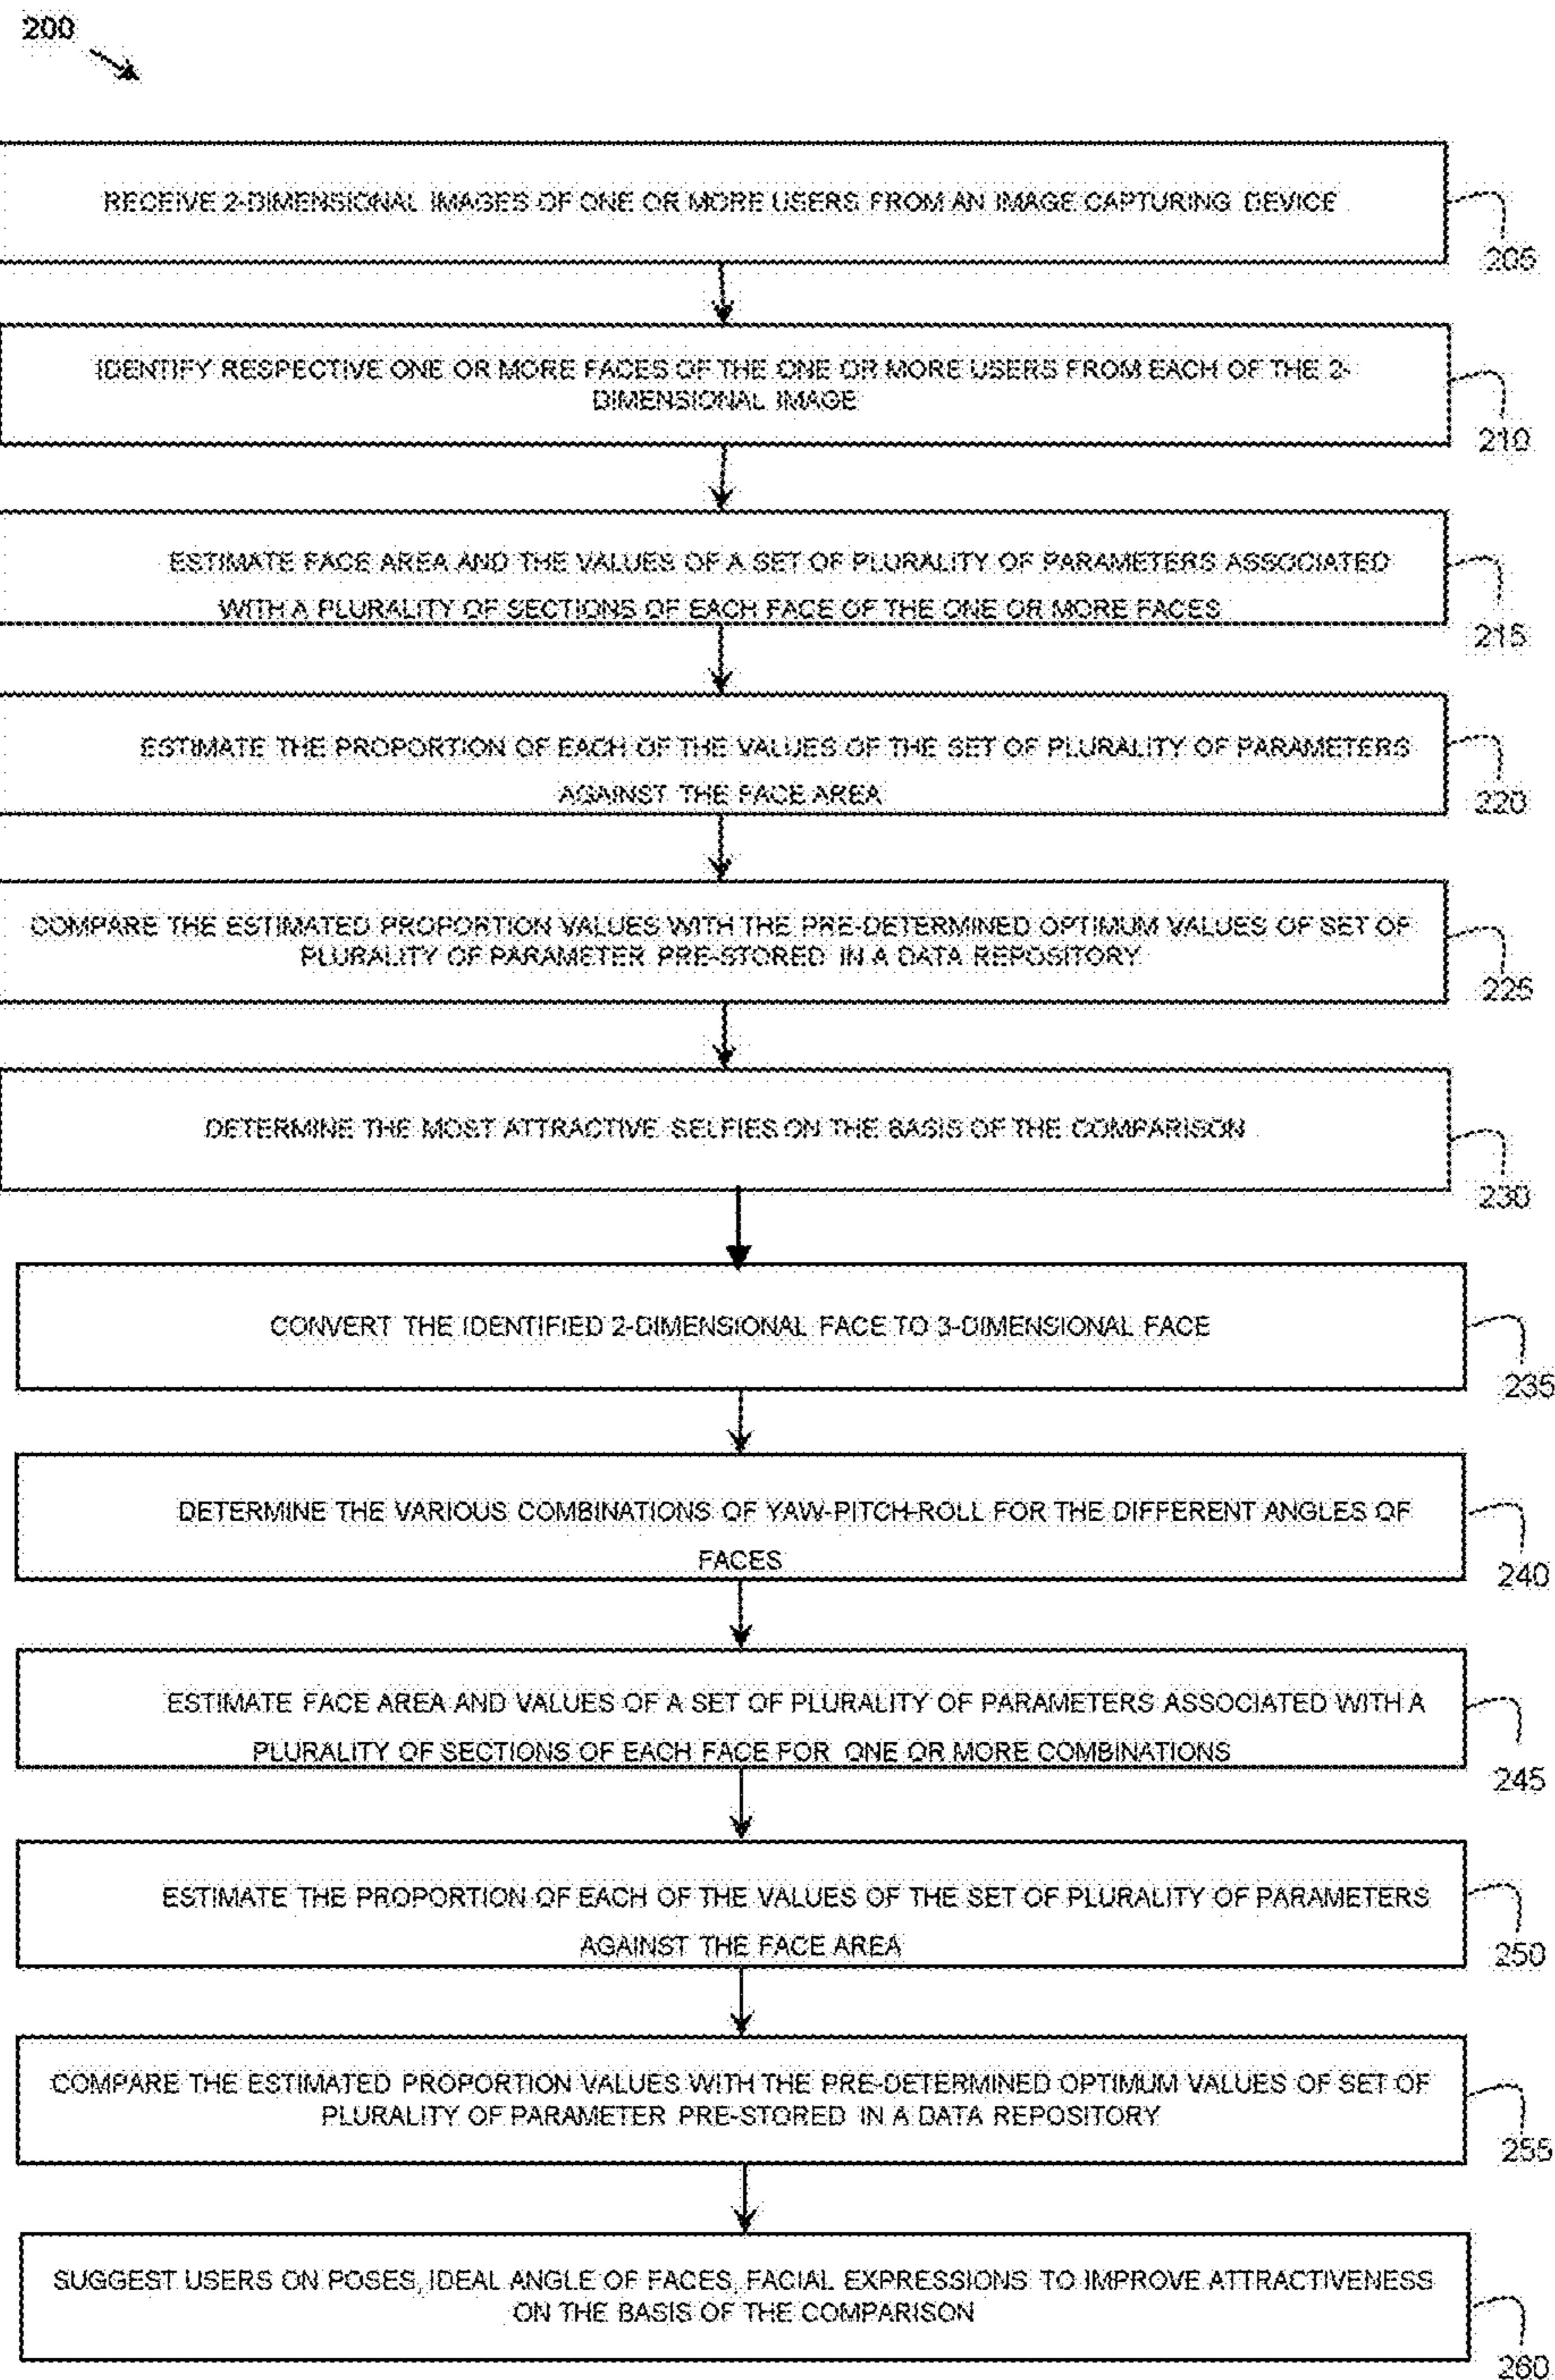 200
RECEIVE 2-DIMENSIONAL IMAGES OF ONE OR MORE USERS FROM AN IMAGE CAPTURING DEVICE
205
IDENTIFY RESPECTIVE ONE OR MORE FACES OF THE ONE OR MORE USERS FROM EACH OF THE 2-
DIMENSIONAL IMAGE
210
ESTIMATE FACE AREA AND THE VALUES OF A SET OF PLURALITY OF PARAMETERS ASSOCIATED
WITH A PLURALITY OF SECTIONS OF EACH FACE OF THE ONE OR MORE FACES
215
ESTIMATE THE PROPORTION OF EACH OF THE VALUES OF THE SET OF PLURALITY OF PARAMETERS
AGAINST THE FACE AREA
220
COMPARE THE ESTIMATED PROPORTION VALUES WITH THE PRE-DETERMINED OPTIMUM VALUES OF SET OF
PLURALITY OF PARAMETER PRE-STORED IN A DATA REPOSITORY
225
DETERMINE THE MOST ATTRACTIVE SELFIES ON THE BASIS OF THE COMPARISON
230
CONVERT THE IDENTIFIED 2-DIMENSIONAL FACE TO 3-DIMENSIONAL FACE
235
DETERMINE THE VARIOUS COMBINATIONS OF YAW-PITCH-ROLL FOR THE DIFFERENT ANGLES OF
FACES
240
ESTIMATE FACE AREA AND VALUES OF A SET OF PLURALITY OF PARAMETERS ASSOCIATED WITH A
PLURALITY OF SECTIONS OF EACH FACE FOR ONE OR MORE COMBINATIONS
245
ESTIMATE THE PROPORTION OF EACH OF THE VALUES OF THE SET OF PLURALITY OF PARAMETERS
AGAINST THE FACE AREA
250
COMPARE THE ESTIMATED PROPORTION VALUES WITH THE PRE-DETERMINED OPTIMUM VALUES OF SET OF
PLURALITY OF PARAMETER PRE-STORED IN A DATA REPOSITORY
255
SUGGEST USERS ON POSES, IDEAL ANGLE OF FACES, FACIAL EXPRESSIONS TO IMPROVE ATTRACTIVENESS
ON THE BASIS OF THE COMPARISON
260